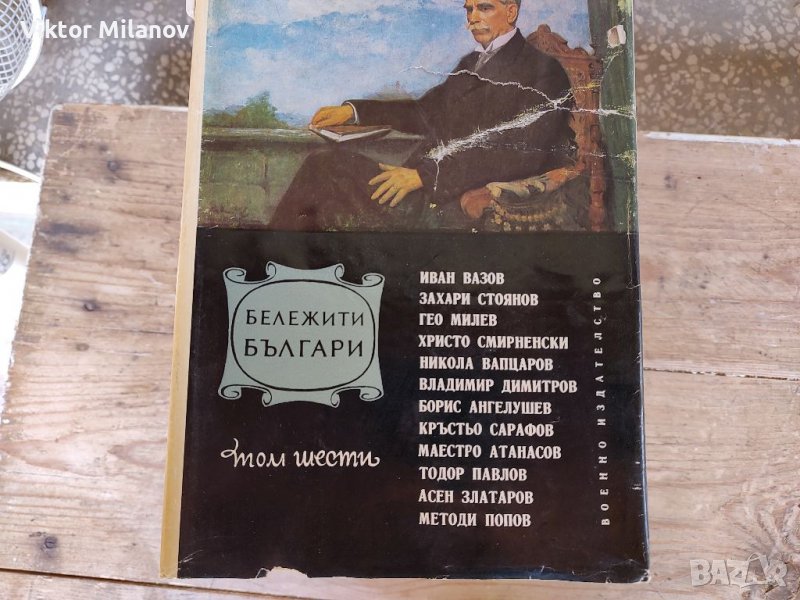 Viktor Milanov
БЕЛЕЖИТИ
БЪЛГАРИ
том шести
ИВАН ВАЗОВ
ЗАХАРИ СТОЯНОВ
ГЕО МИЛЕВ
ХРИСТО СМИРНЕНСКИ
НИКОЛА ВАПЦАРОВ
ВЛАДИМИР ДИМИТРОВ
БОРИС АНГЕЛУШЕВ
КРЪСТЬО САРАФОВ
МАЕСТРО АТАНАСОВ
ТОДОР ПАВЛОВ
АСЕН ЗЛАТАРОВ
МЕТОДИ ПОПОВ
ВОЕННО ИЗДАТЕЛСТВО
BAZAR